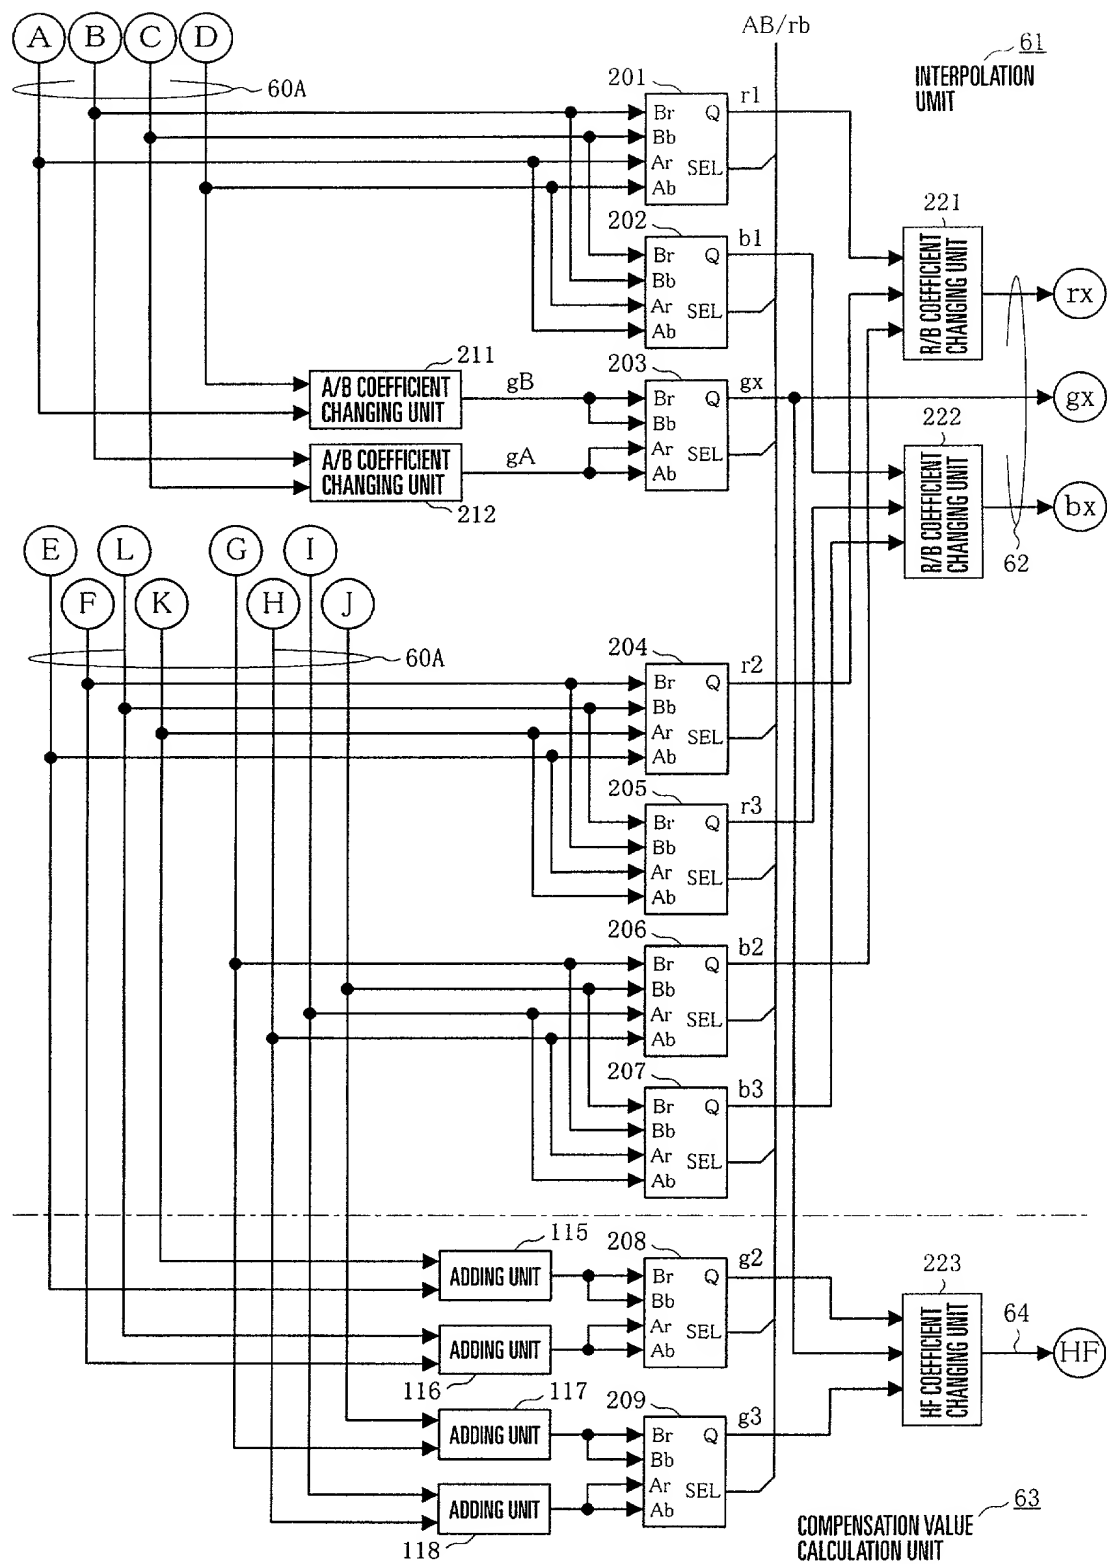 A B C D
AB/rb
61
INTERPOLATION
UMIT
60A
201
r1
Br Q
Bb
Ar SEL
Ab
202
b1
Br Q
Bb
Ar SEL
Ab
221
R/B COEFFICIENT
CHANGING UNIT
rx
211
A/B COEFFICIENT
CHANGING UNIT
gB
203
gx
Br Q
Bb
Ar SEL
Ab
gx
A/B COEFFICIENT
CHANGING UNIT
gA
212
222
R/B COEFFICIENT
CHANGING UNIT
bx
62
E L G I
F K H J
60A
204
r2
Br Q
Bb
Ar SEL
Ab
205
r3
Br Q
Bb
Ar SEL
Ab
206
b2
Br Q
Bb
Ar SEL
Ab
207
b3
Br Q
Bb
Ar SEL
Ab
115
ADDING UNIT
208
g2
Br Q
Bb
Ar SEL
Ab
ADDING UNIT
116
223
HF COEFFICIENT
CHANGING UNIT
64
HF
117
ADDING UNIT
209
g3
Br Q
Bb
Ar SEL
Ab
ADDING UNIT
118
63
COMPENSATION VALUE
CALCULATION UNIT